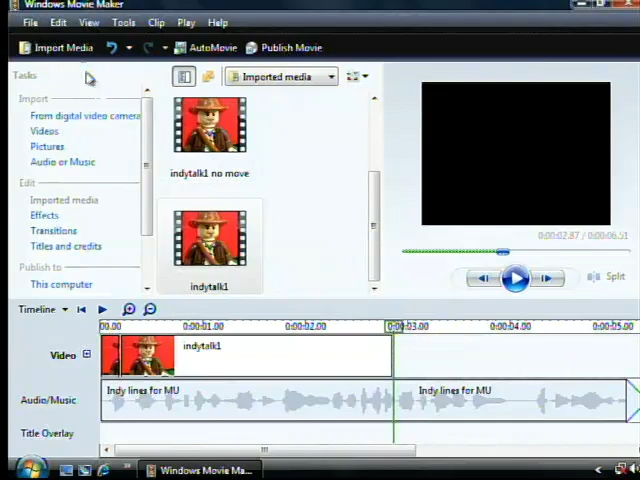 Windows Movie Maker
File Edit View Tools Clip Play Help
Import Media AutoMovie Publish Movie
Tasks
Imported media
Import
From digital video camera
Videos
Pictures
Audio or Music
Edit
Imported media
Effects
Transitions
Titles and credits
Publish to
This computer
indytalk1 no move
indytalk1
0:00:02.87 / 0:00:06.51
Split
Timeline
00.00 0:00:01.00 0:00:02.00 0:00:03.00 0:00:04.00 0:00:05.00
Video
indytalk1
Audio/Music
Indy lines for MU
Indy lines for MU
Title Overlay
Windows Movie Ma...